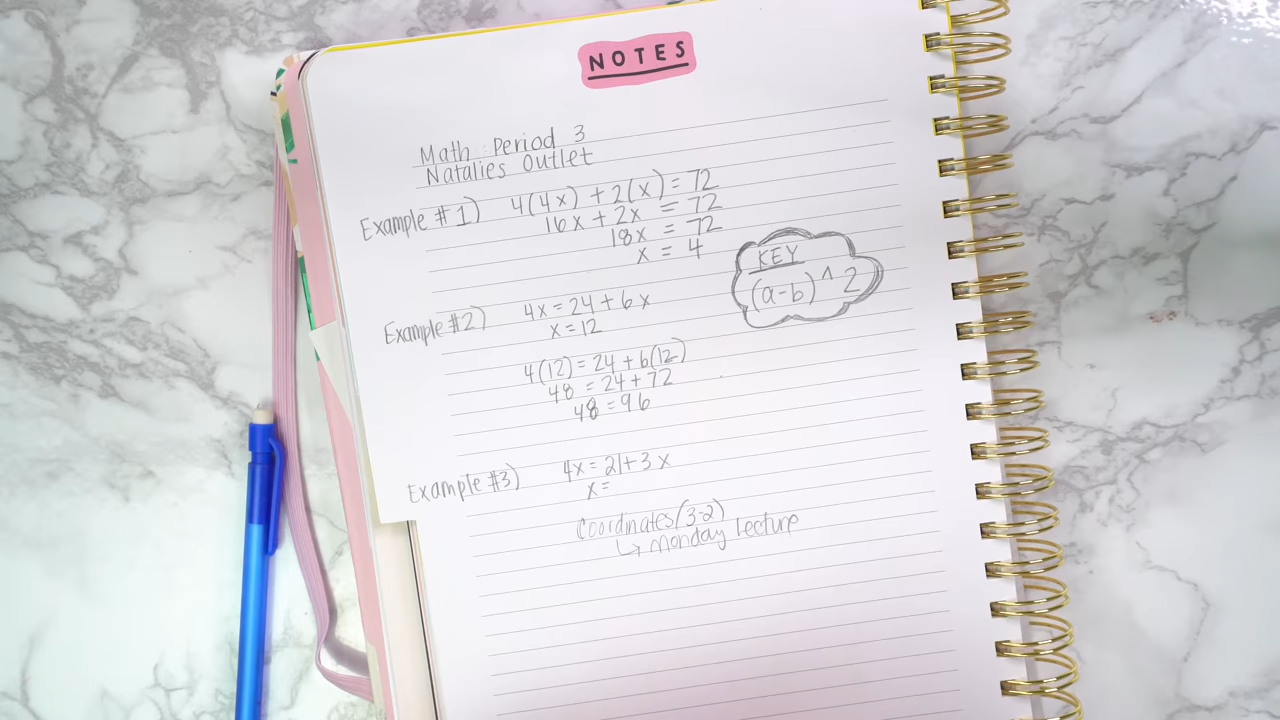 NOTES
Math Period 3
Natalies Outlet
Example #1) 4(4x) + 2(x) = 72
16x + 2x = 72
18x = 72
x = 4
KEY
(a-b)^2
Example #2) 4x = 24 + 6x
x = 12
4(12) = 24 + 6(12)
48 = 24 + 72
48 = 96
Example #3) 4x = 21 + 3x
x =
Coordinates (3-2)
↳ monday lecture